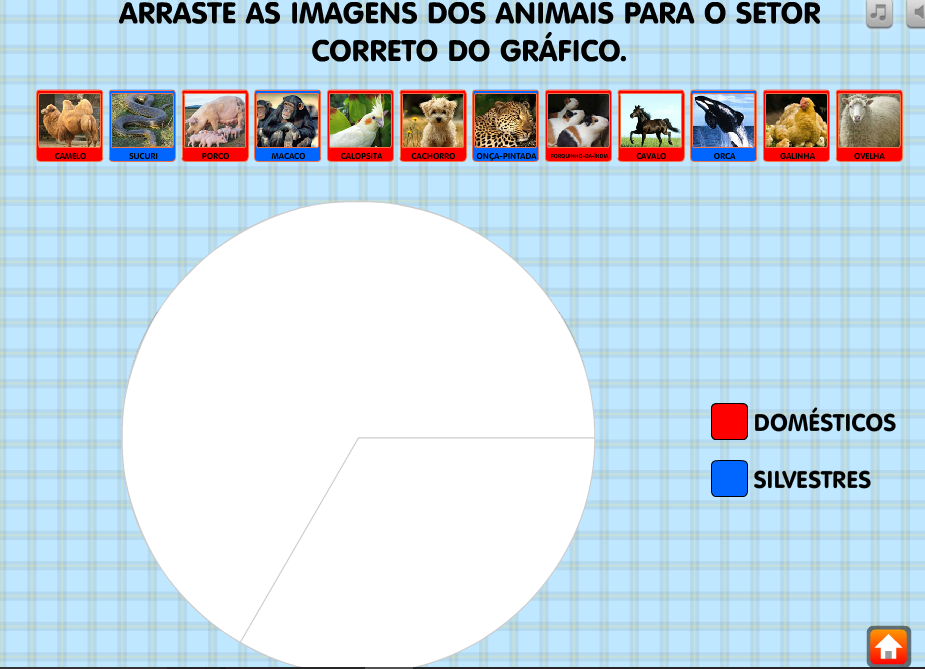 ARRASTE AS IMAGENS DOS ANIMAIS PARA O SETOR
CORRETO DO GRÁFICO.
CAMELO
SUCURI
PORCO
MACACO
CALOPSITA
CACHORRO
ONÇA-PINTADA
PORQUINHO-DA-ÍNDIA
CAVALO
ORCA
GALINHA
OVELHA
DOMÉSTICOS
SILVESTRES